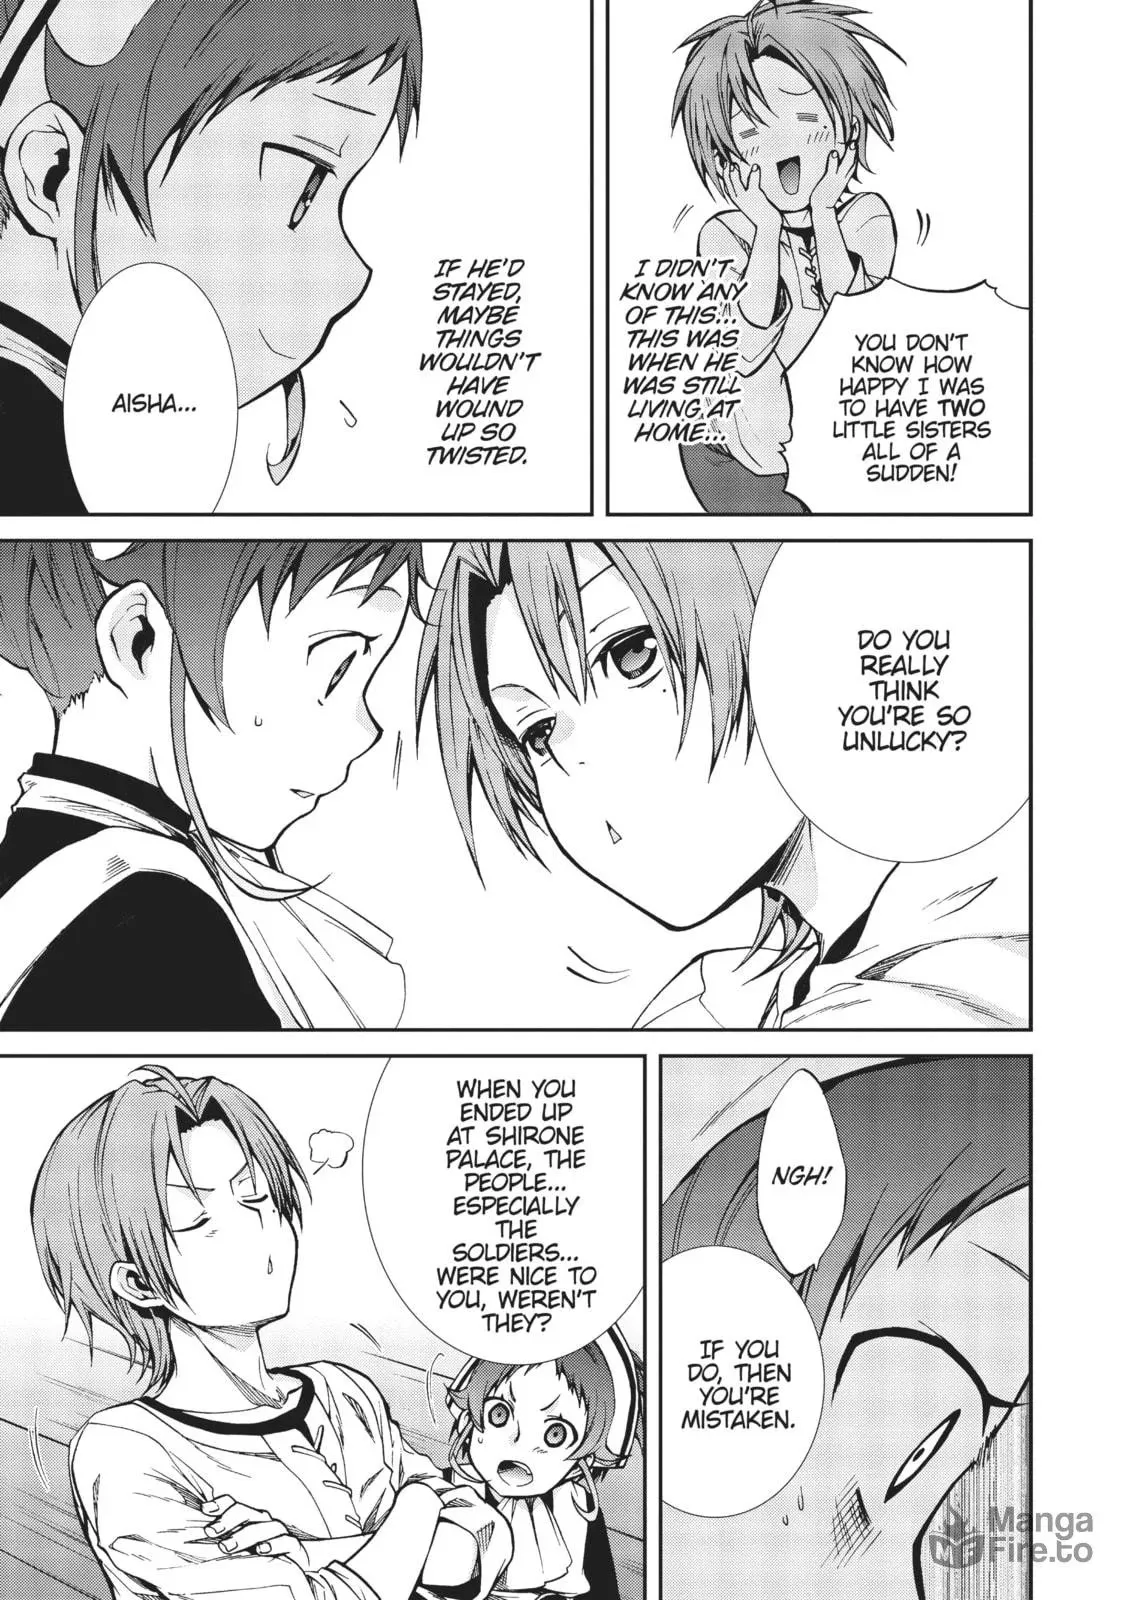 YOU DON'T
KNOW HOW
HAPPY I WAS
TO HAVE TWO
LITTLE SISTERS
ALL OF A
SUDDEN!
I DIDN'T
KNOW ANY
OF THIS...
THIS WAS
WHEN HE
WAS STILL
LIVING AT
HOME...
IF HE'D
STAYED,
MAYBE
THINGS
WOULDN'T
HAVE
WOUND
UP SO
TWISTED.
AISHA...
DO YOU
REALLY
THINK
YOU'RE SO
UNLUCKY?
NGH!
IF YOU
DO, THEN
YOU'RE
MISTAKEN.
WHEN YOU
ENDED UP
AT SHIRONE
PALACE, THE
PEOPLE...
ESPECIALLY
THE
SOLDIERS...
WERE NICE TO
YOU, WEREN'T
THEY?
Manga
MF Fire.to